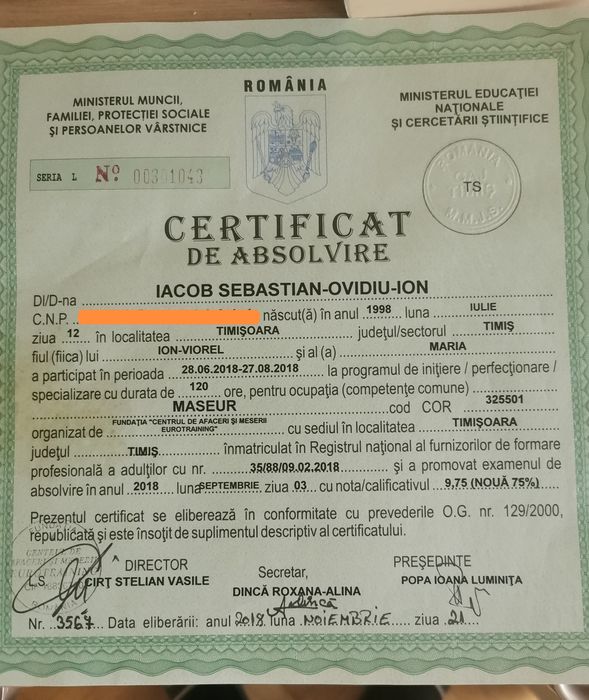 ROMÂNIA
MINISTERUL MUNCII,
FAMILIEI, PROTECȚIEI SOCIALE
ȘI PERSOANELOR VÂRSTNICE
MINISTERUL EDUCAȚIEI
NAȚIONALE
ȘI CERCETĂRII ȘTIINȚIFICE
SERIA L Nº
ROMÂNIA
TS
M.M.J.S.
CERTIFICAT
DE ABSOLVIRE
Dl/D-na IACOB SEBASTIAN-OVIDIU-ION
C.N.P. născut(ă) în anul 1998 luna IULIE
ziua 12 în localitatea TIMIȘOARA județul/sectorul TIMIȘ
fiul (fiica) lui ION-VIOREL și al (a) MARIA
a participat în perioada 28.06.2018-27.08.2018 la programul de inițiere / perfecționare /
specializare cu durata de 120 ore, pentru ocupația (competențe comune)
MASEUR cod COR 325501
organizat de FUNDAȚIA "CENTRUL DE AFACERI ȘI MESERII EUROTRAINING" cu sediul în localitatea TIMIȘOARA
județul TIMIȘ înmatriculat în Registrul național al furnizorilor de formare
profesională a adulților cu nr. 35/88/09.02.2018 și a promovat examenul de
absolvire în anul 2018 luna SEPTEMBRIE ziua 03 cu nota/calificativul 9,75 (NOUĂ 75%)
Prezentul certificat se eliberează în conformitate cu prevederile O.G. nr. 129/2000,
republicată și este însoțit de suplimentul descriptiv al certificatului.
DIRECTOR
L.S. CIRT STELIAN VASILE
Secretar,
DINCĂ ROXANA-ALINA
PREȘEDINTE
POPA IOANA LUMINIȚA
Nr. 3567 Data eliberării: anul 2018 luna NOIEMBRIE ziua 21